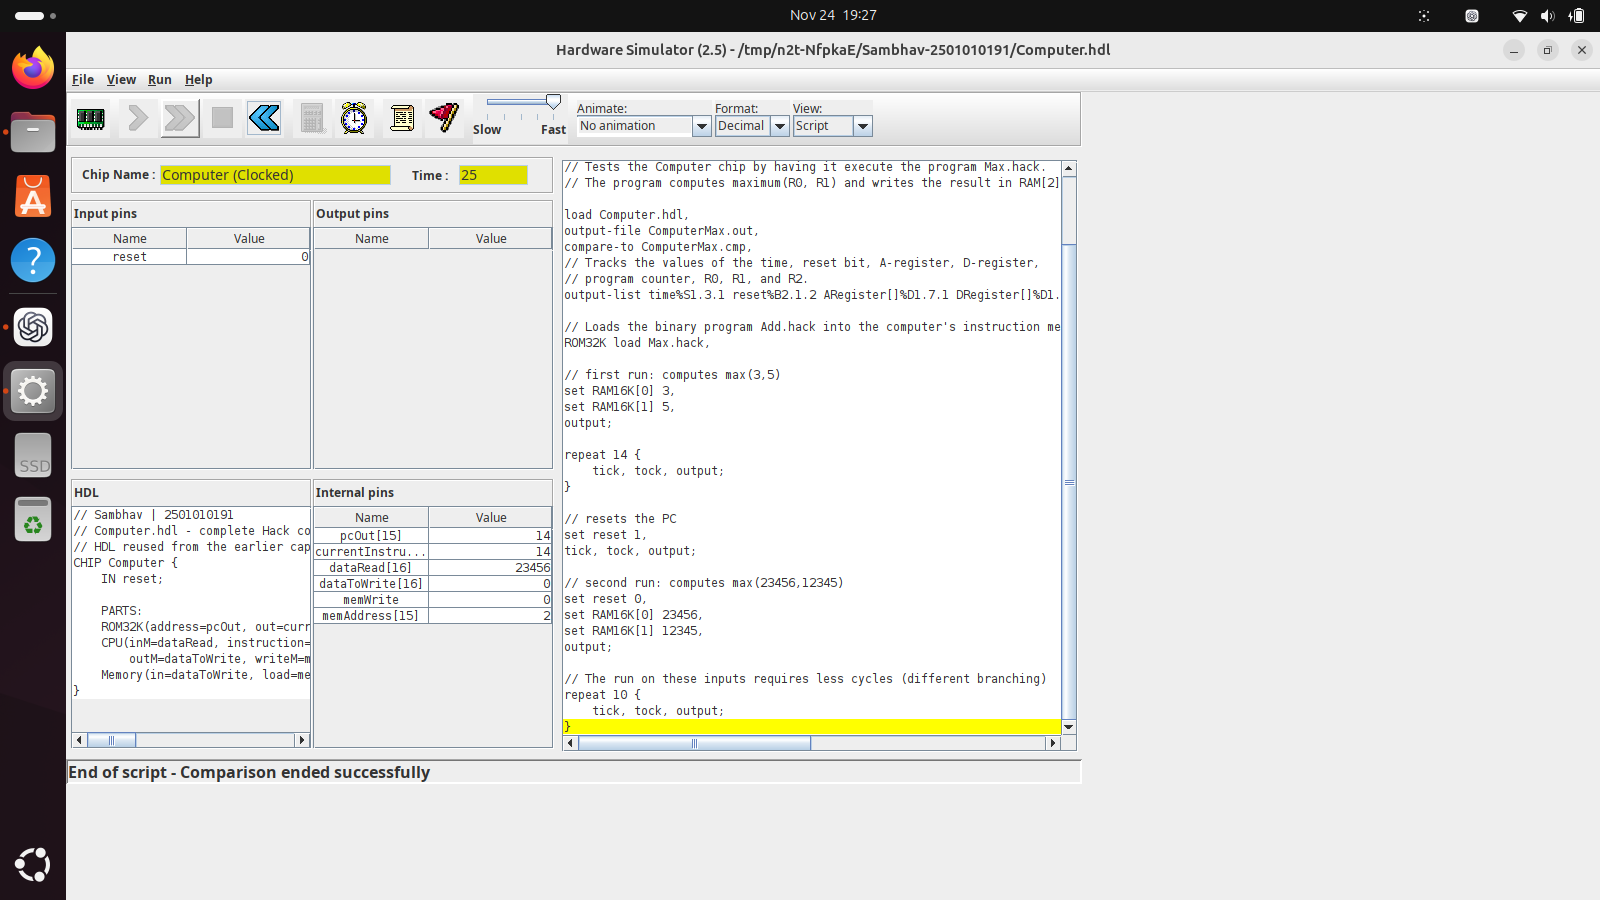 Nov 24 19:27
Hardware Simulator (2.5) - /tmp/n2t-NfpkaE/Sambhav-2501010191/Computer.hdl
File View Run Help
Slow Fast
Animate:
No animation
Format:
Decimal
View:
Script
Chip Name : Computer (Clocked)
Time : 25
Input pins
Name Value
reset 0
Output pins
Name Value
HDL
// Sambhav | 2501010191
// Computer.hdl - complete Hack co
// HDL reused from the earlier cap
CHIP Computer {
IN reset;
PARTS:
ROM32K(address=pcOut, out=curr
CPU(inM=dataRead, instruction=
outM=dataToWrite, writeM=m
Memory(in=dataToWrite, load=me
}
Internal pins
Name Value
pcOut[15] 14
currentInstru... 14
dataRead[16] 23456
dataToWrite[16] 0
memWrite 0
memAddress[15] 2
// Tests the Computer chip by having it execute the program Max.hack.
// The program computes maximum(R0, R1) and writes the result in RAM[2]
load Computer.hdl,
output-file ComputerMax.out,
compare-to ComputerMax.cmp,
// Tracks the values of the time, reset bit, A-register, D-register,
// program counter, R0, R1, and R2.
output-list time%S1.3.1 reset%B2.1.2 ARegister[]%D1.7.1 DRegister[]%D1.
// Loads the binary program Add.hack into the computer's instruction me
ROM32K load Max.hack,
// first run: computes max(3,5)
set RAM16K[0] 3,
set RAM16K[1] 5,
output;
repeat 14 {
tick, tock, output;
}
// resets the PC
set reset 1,
tick, tock, output;
// second run: computes max(23456,12345)
set reset 0,
set RAM16K[0] 23456,
set RAM16K[1] 12345,
output;
// The run on these inputs requires less cycles (different branching)
repeat 10 {
tick, tock, output;
}
End of script - Comparison ended successfully
SSD